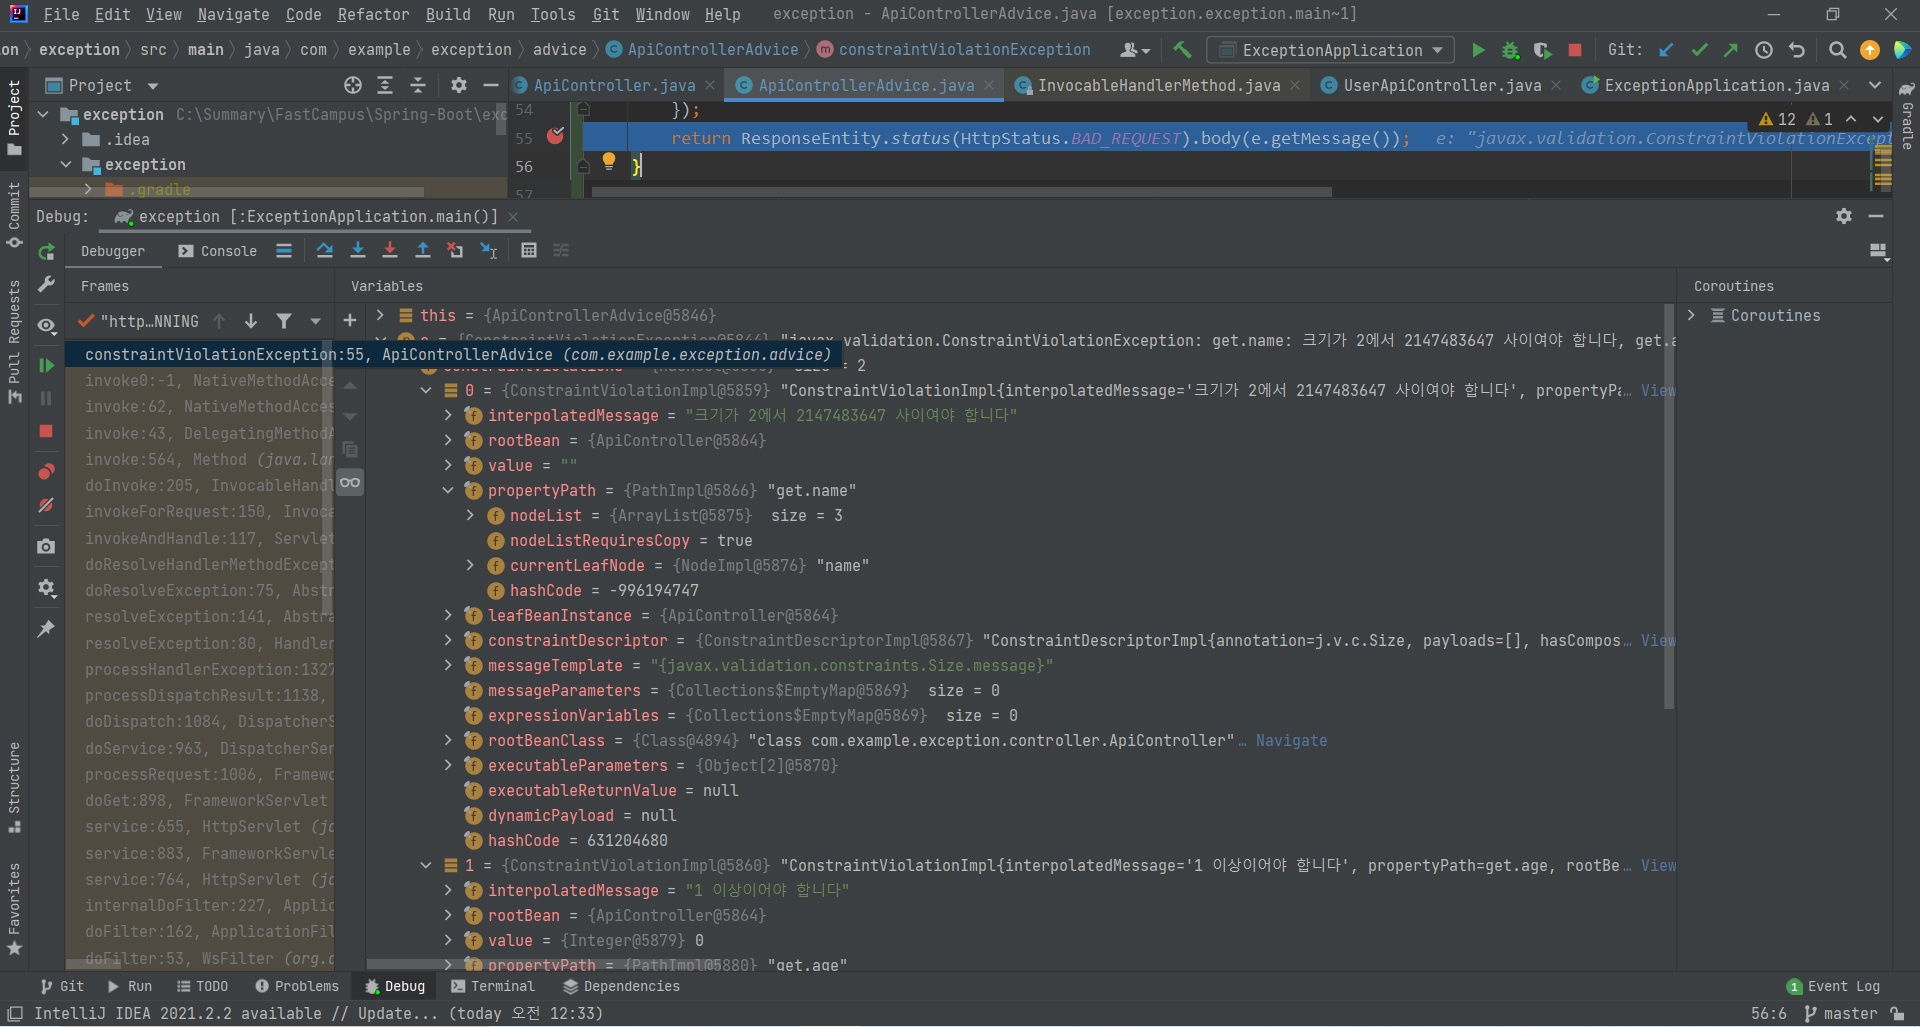 File Edit View Navigate Code Refactor Build Run Tools Git Window Help exception - ApiControllerAdvice.java [exception.exception.main~1]
on exception src main java com example exception advice ApiControllerAdvice constraintViolationException ExceptionApplication Git:
Project ApiController.java ApiControllerAdvice.java InvocableHandlerMethod.java UserApiController.java ExceptionApplication.java
exception C:\Summary\FastCampus\Spring-Boot\exc
.idea
exception
.gradle
54 });
55 return ResponseEntity.status(HttpStatus.BAD_REQUEST).body(e.getMessage()); e: "javax.validation.ConstraintViolationExcept
56 }
57
12 1
Project
Commit
Pull Requests
Structure
Favorites
Gradle
Debug: exception [:ExceptionApplication.main()]
Debugger Console
Frames Variables Coroutines
"http...NNING
Coroutines
constraintViolationException:55, ApiControllerAdvice (com.example.exception.advice)
invoke0:-1, NativeMethodAcce
invoke:62, NativeMethodAcces
invoke:43, DelegatingMethodA
invoke:564, Method (java.lan
doInvoke:205, InvocableHandl
invokeForRequest:150, Invoca
invokeAndHandle:117, Servlet
doResolveHandlerMethodExcept
doResolveException:75, Abstr
resolveException:141, Abstra
resolveException:80, Handler
processHandlerException:1327
processDispatchResult:1138,
doDispatch:1084, DispatcherS
doService:963, DispatcherSer
processRequest:1006, Framewo
doGet:898, FrameworkServlet
service:655, HttpServlet (ja
service:883, FrameworkServle
service:764, HttpServlet (ja
internalDoFilter:227, Applic
doFilter:162, ApplicationFil
doFilter:53, WsFilter (org.a
this = {ApiControllerAdvice@5846}
validation.ConstraintViolationException: get.name: 크기가 2에서 2147483647 사이여야 합니다, get.a
= 2
0 = {ConstraintViolationImpl@5859} "ConstraintViolationImpl{interpolatedMessage='크기가 2에서 2147483647 사이여야 합니다', propertyPa... View
interpolatedMessage = "크기가 2에서 2147483647 사이여야 합니다"
rootBean = {ApiController@5864}
value = ""
propertyPath = {PathImpl@5866} "get.name"
nodeList = {ArrayList@5875} size = 3
nodeListRequiresCopy = true
currentLeafNode = {NodeImpl@5876} "name"
hashCode = -996194747
leafBeanInstance = {ApiController@5864}
constraintDescriptor = {ConstraintDescriptorImpl@5867} "ConstraintDescriptorImpl{annotation=j.v.c.Size, payloads=[], hasCompos... View
messageTemplate = "{javax.validation.constraints.Size.message}"
messageParameters = {Collections$EmptyMap@5869} size = 0
expressionVariables = {Collections$EmptyMap@5869} size = 0
rootBeanClass = {Class@4894} "class com.example.exception.controller.ApiController"... Navigate
executableParameters = {Object[2]@5870}
executableReturnValue = null
dynamicPayload = null
hashCode = 631204680
1 = {ConstraintViolationImpl@5860} "ConstraintViolationImpl{interpolatedMessage='1 이상이어야 합니다', propertyPath=get.age, rootBe... View
interpolatedMessage = "1 이상이어야 합니다"
rootBean = {ApiController@5864}
value = {Integer@5879} 0
propertyPath = {PathImpl@5880} "get.age"
Git Run TODO Problems Debug Terminal Dependencies 1 Event Log
IntelliJ IDEA 2021.2.2 available // Update... (today 오전 12:33) 56:6 master